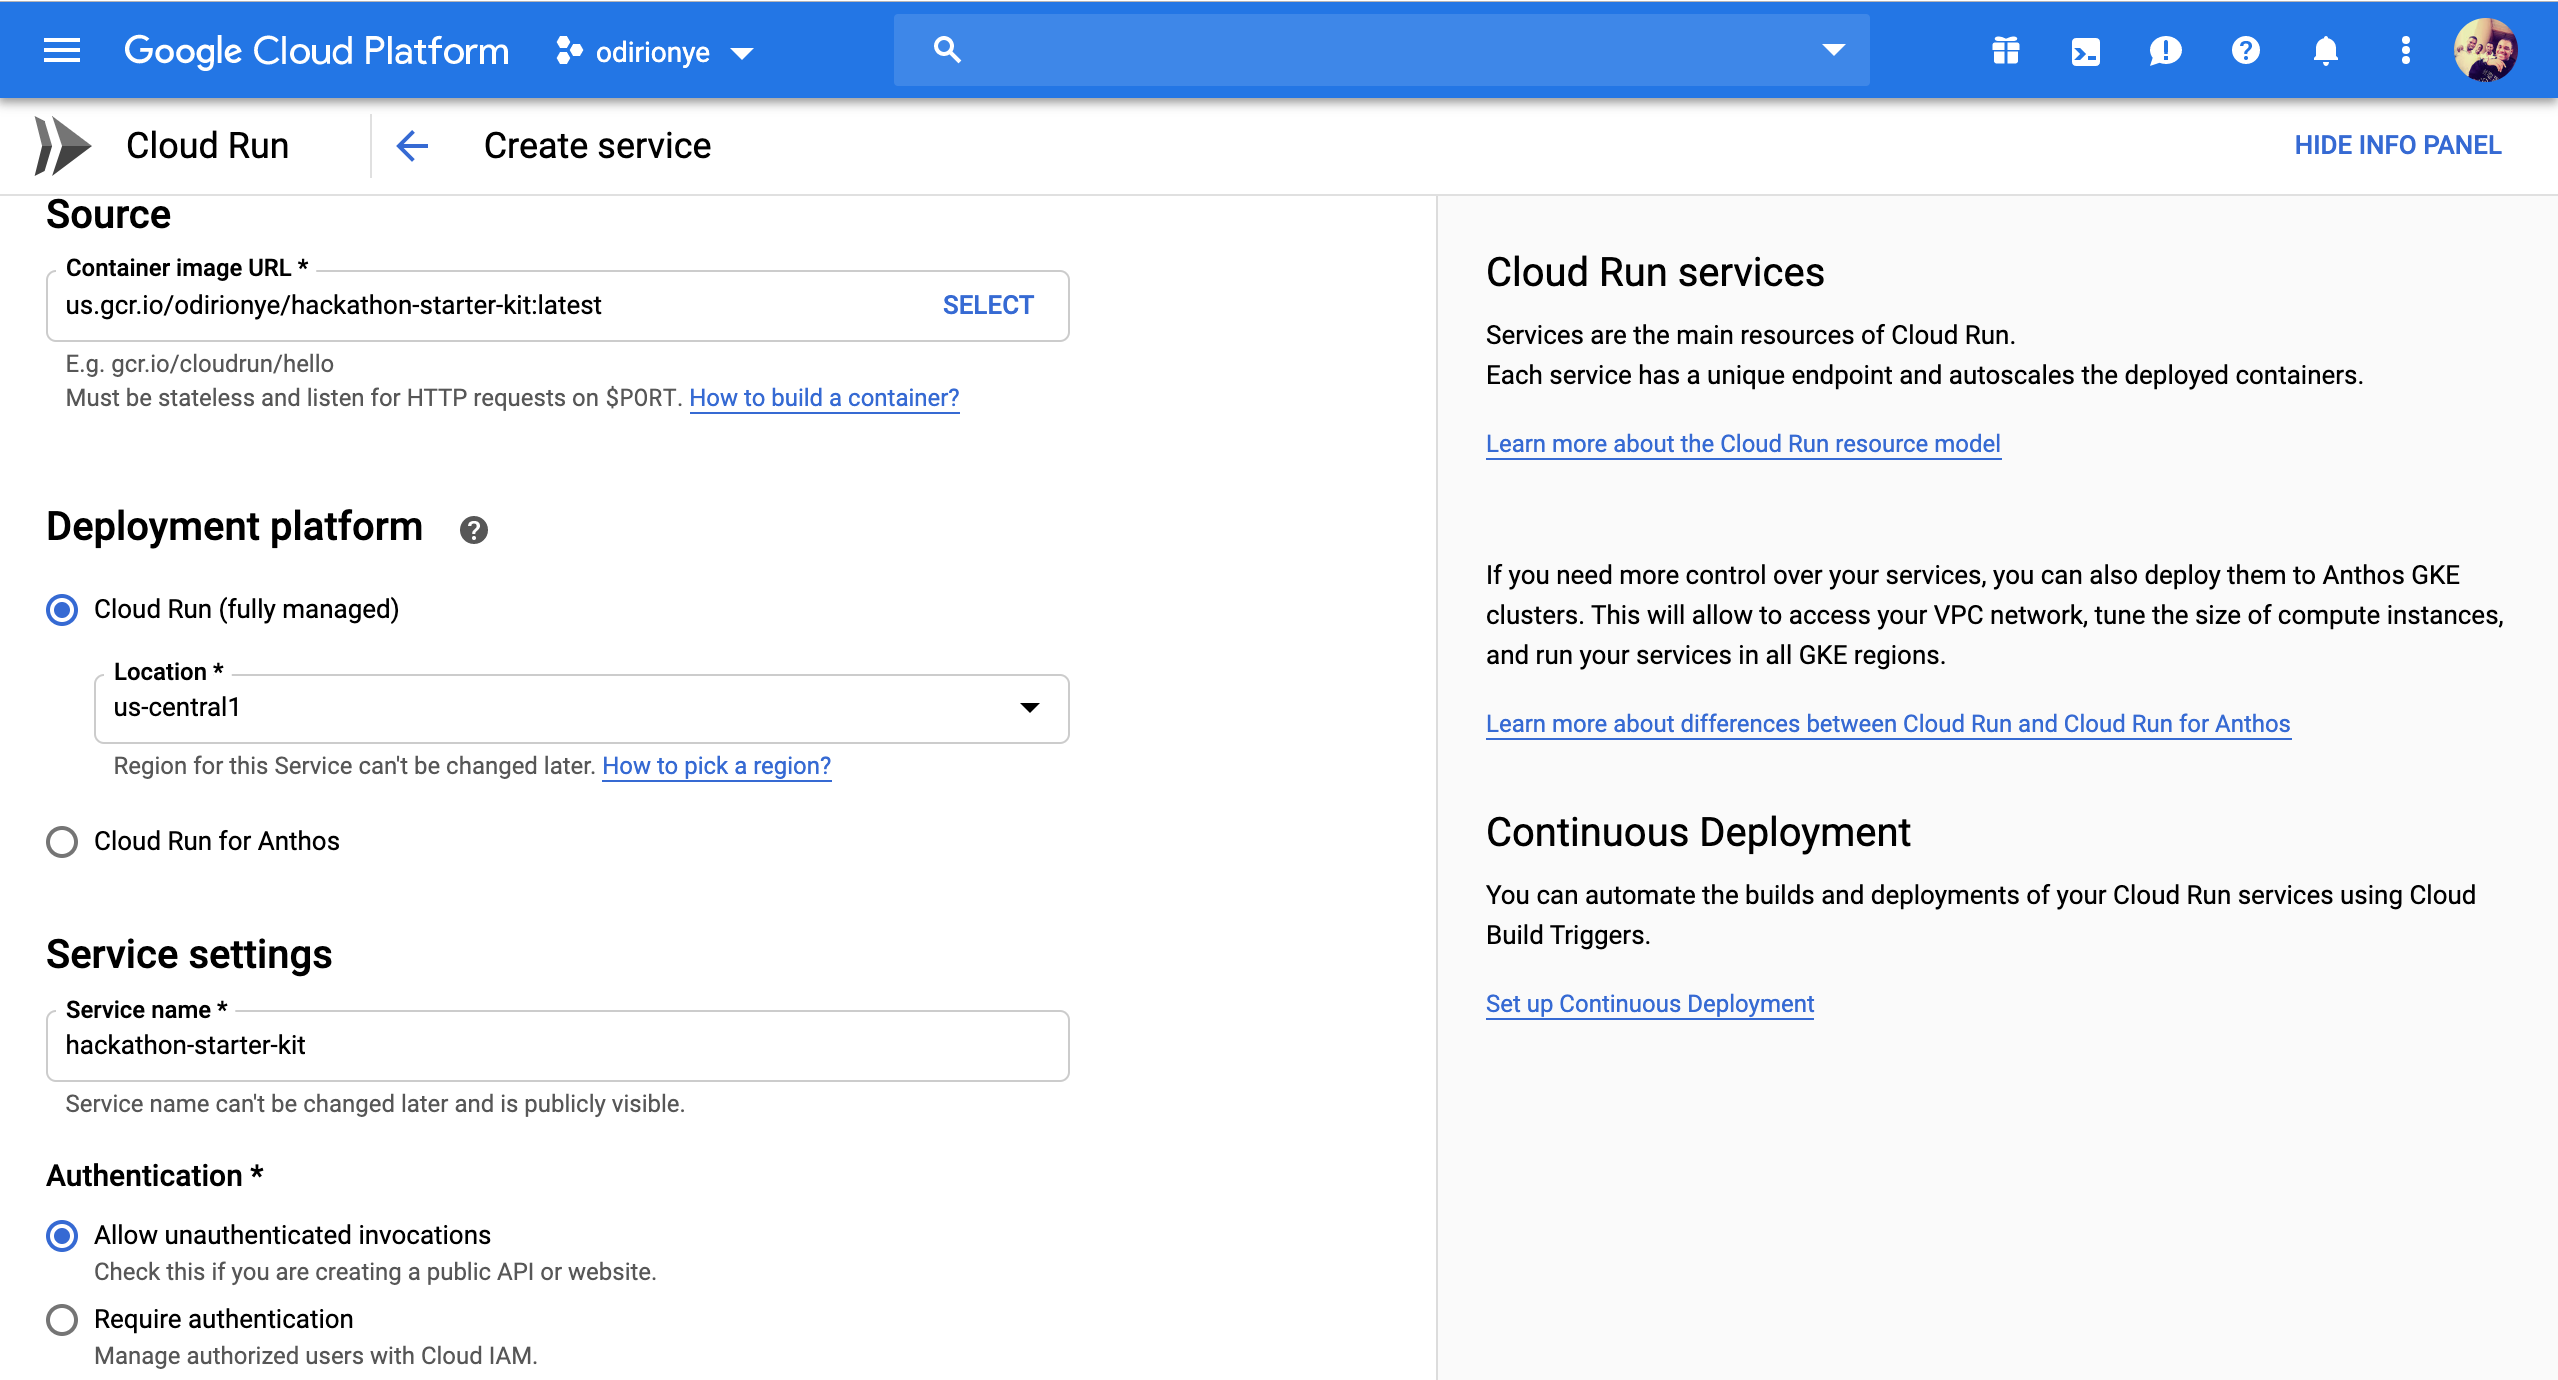 Google Cloud Platform
odirionye
Cloud Run
Create service
HIDE INFO PANEL
Source
Container image URL *
us.gcr.io/odirionye/hackathon-starter-kit:latest
SELECT
E.g. gcr.io/cloudrun/hello
Must be stateless and listen for HTTP requests on $PORT. How to build a container?
Deployment platform
Cloud Run (fully managed)
Location *
us-central1
Region for this Service can't be changed later. How to pick a region?
Cloud Run for Anthos
Service settings
Service name *
hackathon-starter-kit
Service name can't be changed later and is publicly visible.
Authentication *
Allow unauthenticated invocations
Check this if you are creating a public API or website.
Require authentication
Manage authorized users with Cloud IAM.
Cloud Run services
Services are the main resources of Cloud Run.
Each service has a unique endpoint and autoscales the deployed containers.
Learn more about the Cloud Run resource model
If you need more control over your services, you can also deploy them to Anthos GKE
clusters. This will allow to access your VPC network, tune the size of compute instances,
and run your services in all GKE regions.
Learn more about differences between Cloud Run and Cloud Run for Anthos
Continuous Deployment
You can automate the builds and deployments of your Cloud Run services using Cloud
Build Triggers.
Set up Continuous Deployment